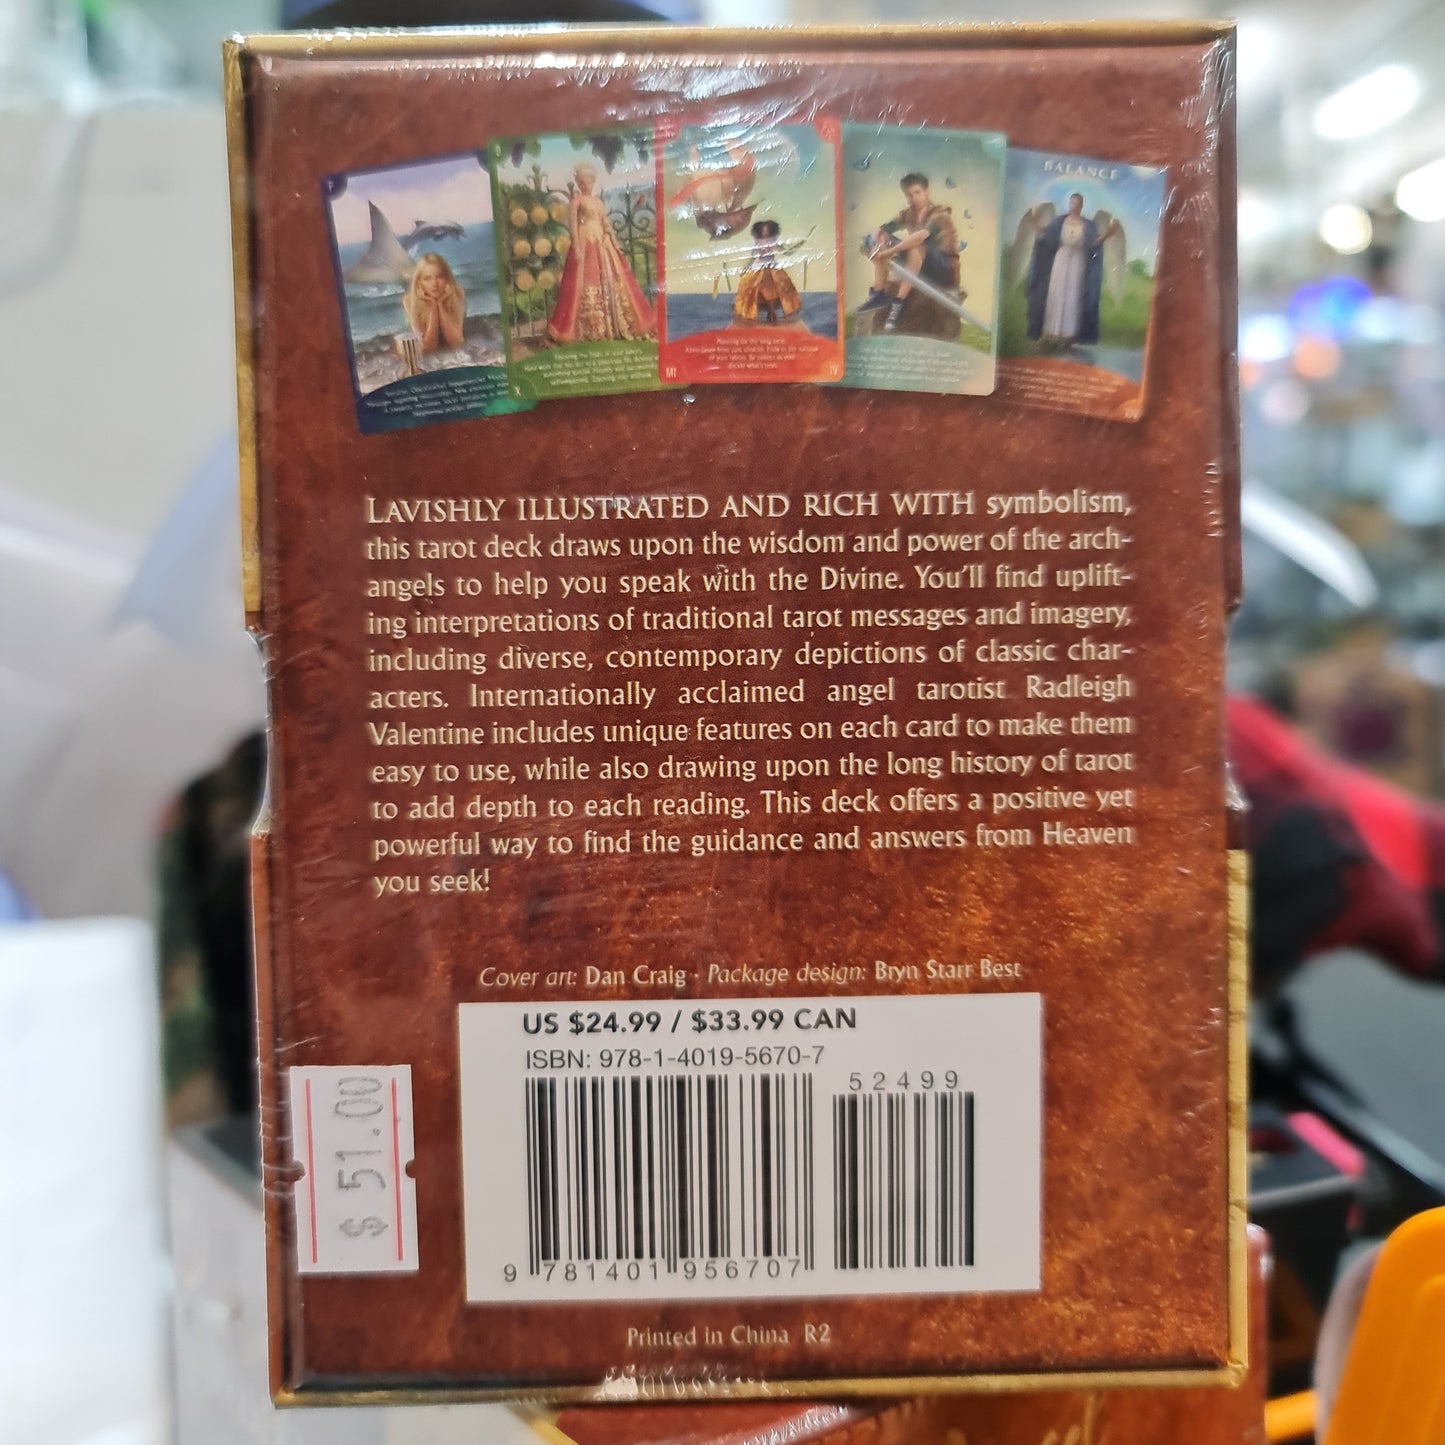 BALANCE
MI
IV
X
LAVISHLY ILLUSTRATED AND RICH WITH symbolism,
this tarot deck draws upon the wisdom and power of the arch-
angels to help you speak with the Divine. You'll find uplift-
ing interpretations of traditional tarot messages and imagery,
including diverse, contemporary depictions of classic char-
acters. Internationally acclaimed angel tarotist Radleigh
Valentine includes unique features on each card to make them
easy to use, while also drawing upon the long history of tarot
to add depth to each reading. This deck offers a positive yet
powerful way to find the guidance and answers from Heaven
you seek!
Cover art: Dan Craig · Package design: Bryn Starr Best
US $24.99 / $33.99 CAN
ISBN: 978-1-4019-5670-7
52499
9 781401 956707
$ 51.00
Printed in China R2